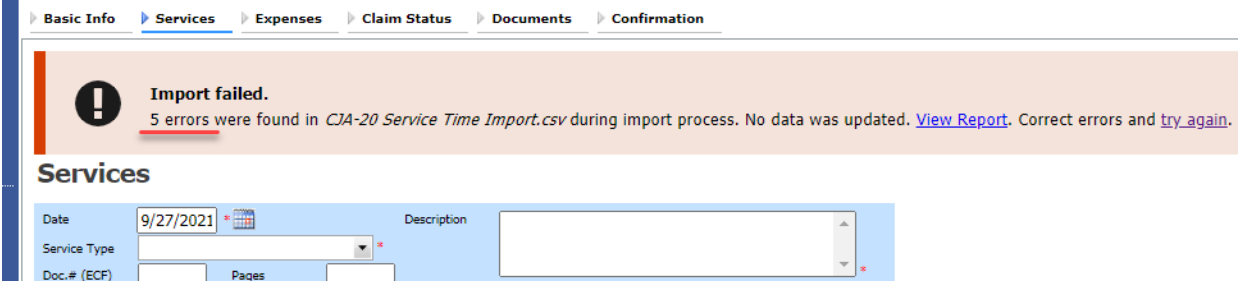 Basic Info Services Expenses Claim Status Documents Confirmation
Import failed.
5 errors were found in CJA-20 Service Time Import.csv during import process. No data was updated. View Report. Correct errors and try again.
Services
Date 9/27/2021 * Description
Service Type *
Doc.# (ECF) Pages *